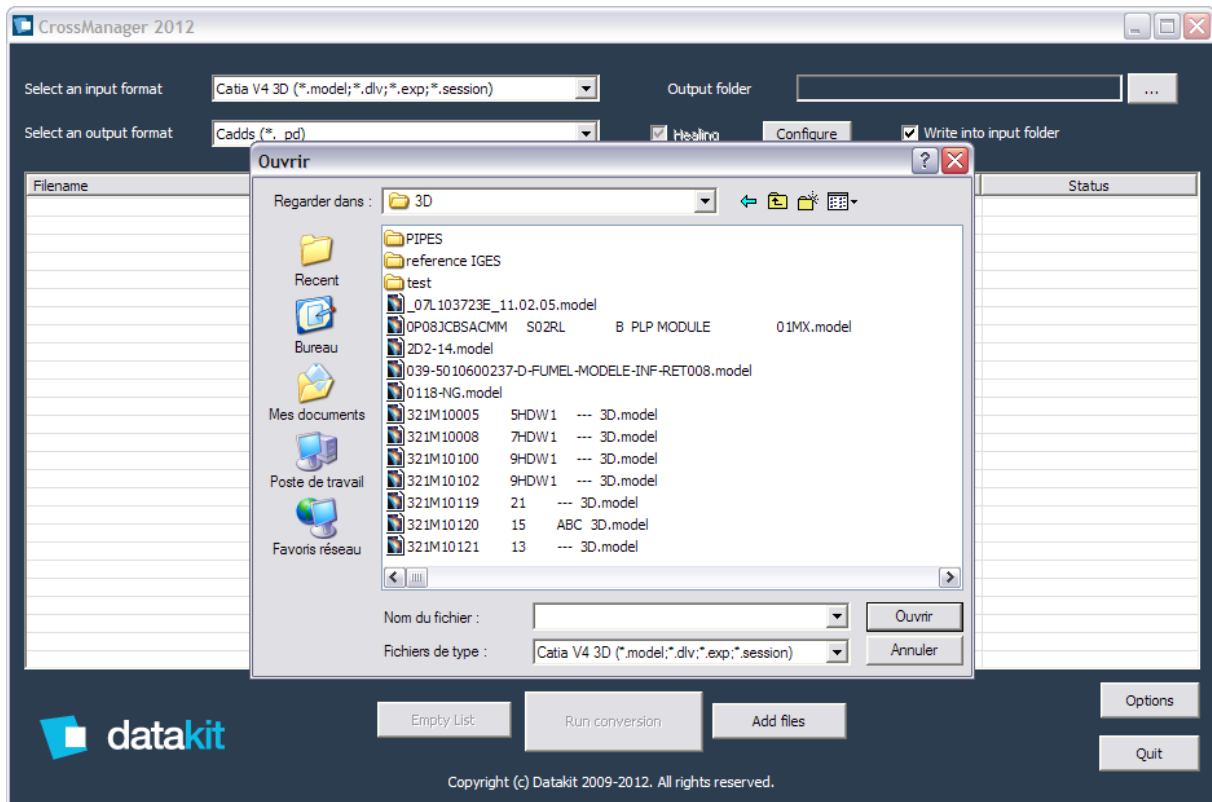 CrossManager 2012
Select an input format Catia V4 3D (*.model;*.dlv;*.exp;*.session) Output folder ...
Select an output format Cadds (*._pd) Healing Configure Write into input folder
Filename Status
Ouvrir
Regarder dans : 3D
Recent
Bureau
Mes documents
Poste de travail
Favoris réseau
PIPES
reference IGES
test
_07L103723E_11.02.05.model
0P08JCBSACMM S02RL B PLP MODULE 01MX.model
2D2-14.model
039-5010600237-D-FUMEL-MODELE-INF-RET008.model
0118-NG.model
321M10005 5HDW1 --- 3D.model
321M10008 7HDW1 --- 3D.model
321M10100 9HDW1 --- 3D.model
321M10102 9HDW1 --- 3D.model
321M10119 21 --- 3D.model
321M10120 15 ABC 3D.model
321M10121 13 --- 3D.model
Nom du fichier : Ouvrir
Fichiers de type : Catia V4 3D (*.model;*.dlv;*.exp;*.session) Annuler
datakit
Empty List Run conversion Add files
Options
Quit
Copyright (c) Datakit 2009-2012. All rights reserved.